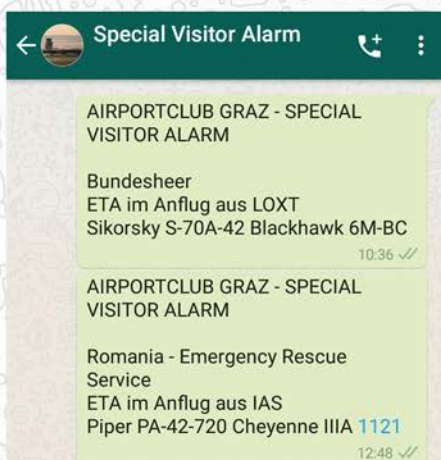 Special Visitor Alarm
AIRPORTCLUB GRAZ - SPECIAL
VISITOR ALARM
Bundesheer
ETA im Anflug aus LOXT
Sikorsky S-70A-42 Blackhawk 6M-BC
10:36
AIRPORTCLUB GRAZ - SPECIAL
VISITOR ALARM
Romania - Emergency Rescue
Service
ETA im Anflug aus IAS
Piper PA-42-720 Cheyenne IIIA 1121
12:48